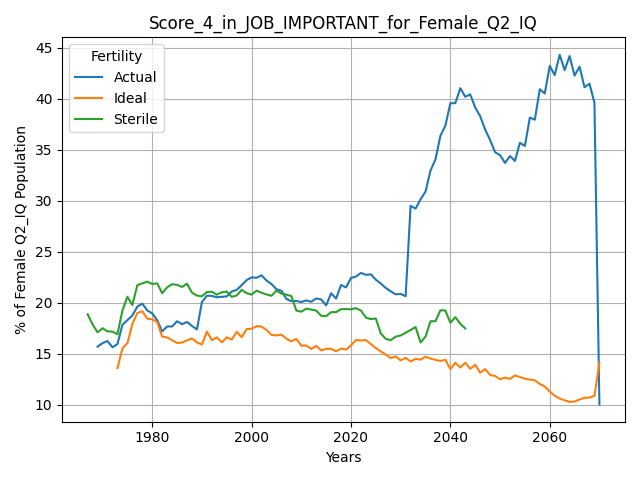 Score_4_in_JOB_IMPORTANT_for_Female_Q2_IQ
Fertility
Actual
Ideal
Sterile
% of Female Q2_IQ Population
45
40
35
30
25
20
15
10
1980 2000 2020 2040 2060
Years